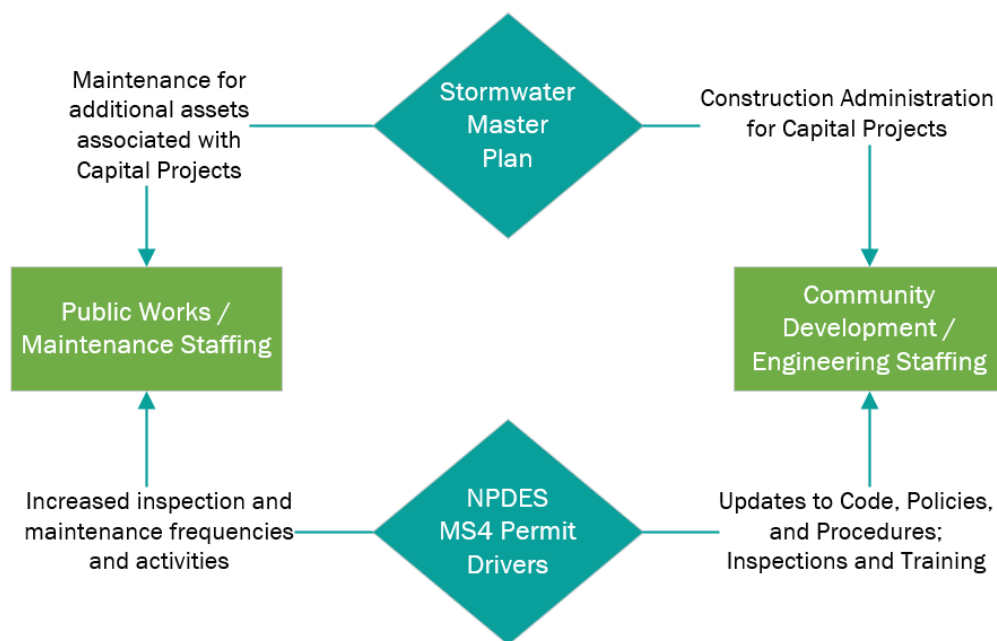 Maintenance for
additional assets
associated with
Capital Projects
Stormwater
Master
Plan
Construction Administration
for Capital Projects
Public Works /
Maintenance Staffing
Community
Development /
Engineering Staffing
Increased inspection and
maintenance frequencies
and activities
NPDES
MS4 Permit
Drivers
Updates to Code, Policies,
and Procedures;
Inspections and Training